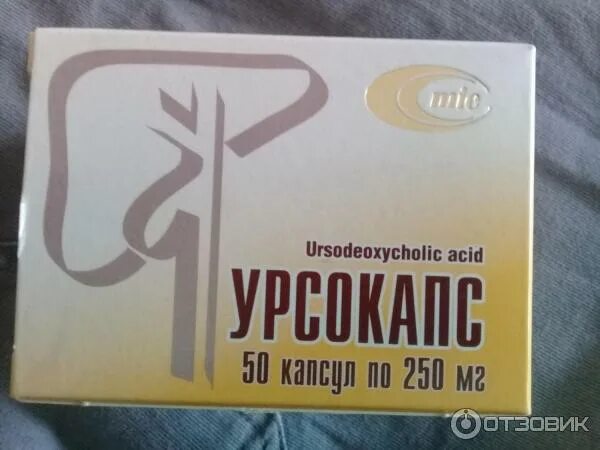 mic
Ursodeoxycholic acid
УРСОКАПС
50 капсул по 250 мг
ОТЗОВИК